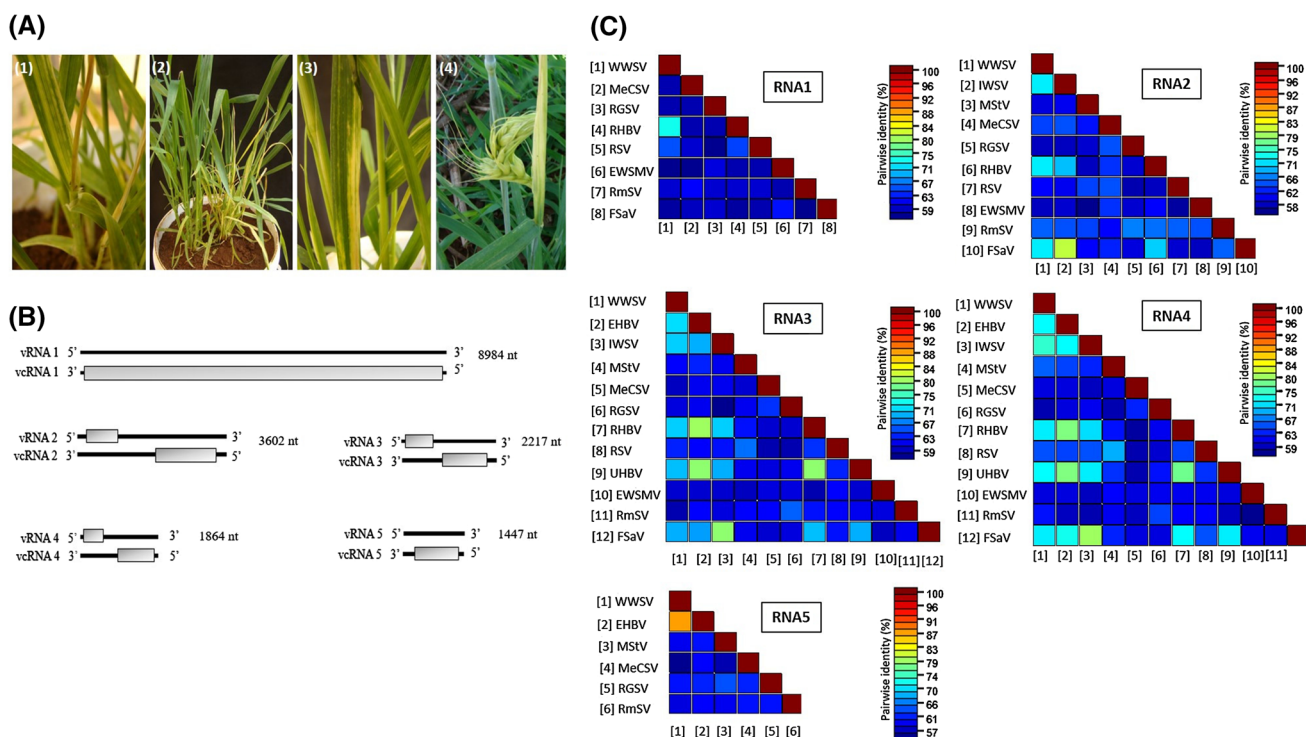 (A)
(1)
(2)
(3)
(4)
(B)
vRNA 1 5’ 3’ 8984 nt
vcRNA 1 3’ 5’
vRNA 2 5’ 3’ 3602 nt
vcRNA 2 3’ 5’
vRNA 3 5’ 3’ 2217 nt
vcRNA 3 3’ 5’
vRNA 4 5’ 3’ 1864 nt
vcRNA 4 3’ 5’
vRNA 5 5’ 3’ 1447 nt
vcRNA 5 3’ 5’
(C)
RNA1
[1] WWSV
[2] MeCSV
[3] RGSV
[4] RHBV
[5] RSV
[6] EWSMV
[7] RmSV
[8] FSaV
[1] [2] [3] [4] [5] [6] [7] [8]
Pairwise identity (%)
100
96
92
88
84
80
75
71
67
63
59
RNA2
[1] WWSV
[2] IWSV
[3] MStV
[4] MeCSV
[5] RGSV
[6] RHBV
[7] RSV
[8] EWSMV
[9] RmSV
[10] FSaV
[1] [2] [3] [4] [5] [6] [7] [8] [9] [10]
Pairwise identity (%)
100
96
92
87
83
79
75
71
66
62
58
RNA3
[1] WWSV
[2] EHBV
[3] IWSV
[4] MStV
[5] MeCSV
[6] RGSV
[7] RHBV
[8] RSV
[9] UHBV
[10] EWSMV
[11] RmSV
[12] FSaV
[1] [2] [3] [4] [5] [6] [7] [8] [9] [10] [11] [12]
Pairwise identity (%)
100
96
92
88
84
80
75
71
67
63
59
RNA4
[1] WWSV
[2] EHBV
[3] IWSV
[4] MStV
[5] MeCSV
[6] RGSV
[7] RHBV
[8] RSV
[9] UHBV
[10] EWSMV
[11] RmSV
[12] FSaV
[1] [2] [3] [4] [5] [6] [7] [8] [9] [10] [11]
Pairwise identity (%)
100
96
92
88
84
80
75
71
67
63
59
RNA5
[1] WWSV
[2] EHBV
[3] MStV
[4] MeCSV
[5] RGSV
[6] RmSV
[1] [2] [3] [4] [5] [6]
Pairwise identity (%)
100
96
91
87
83
79
74
70
66
61
57